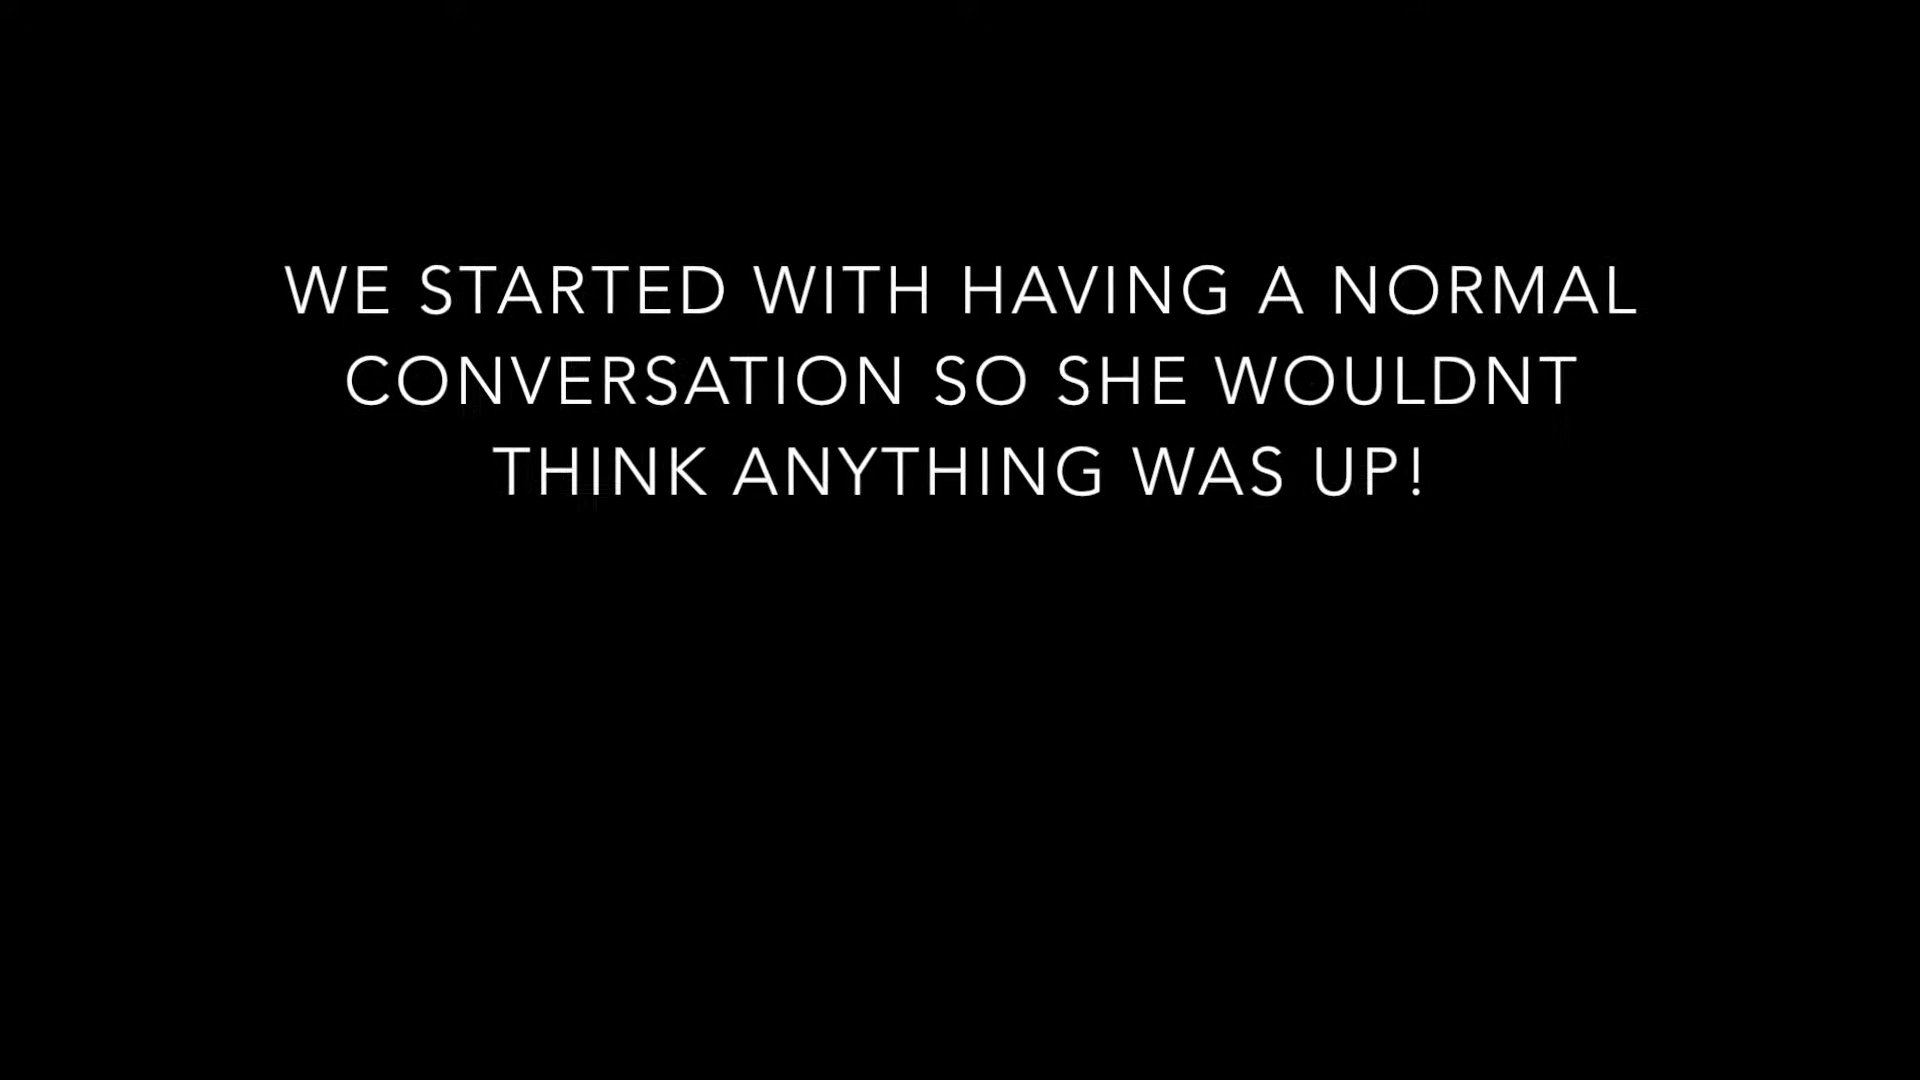 WE STARTED WITH HAVING A NORMAL
CONVERSATION SO SHE WOULDNT
THINK ANYTHING WAS UP!